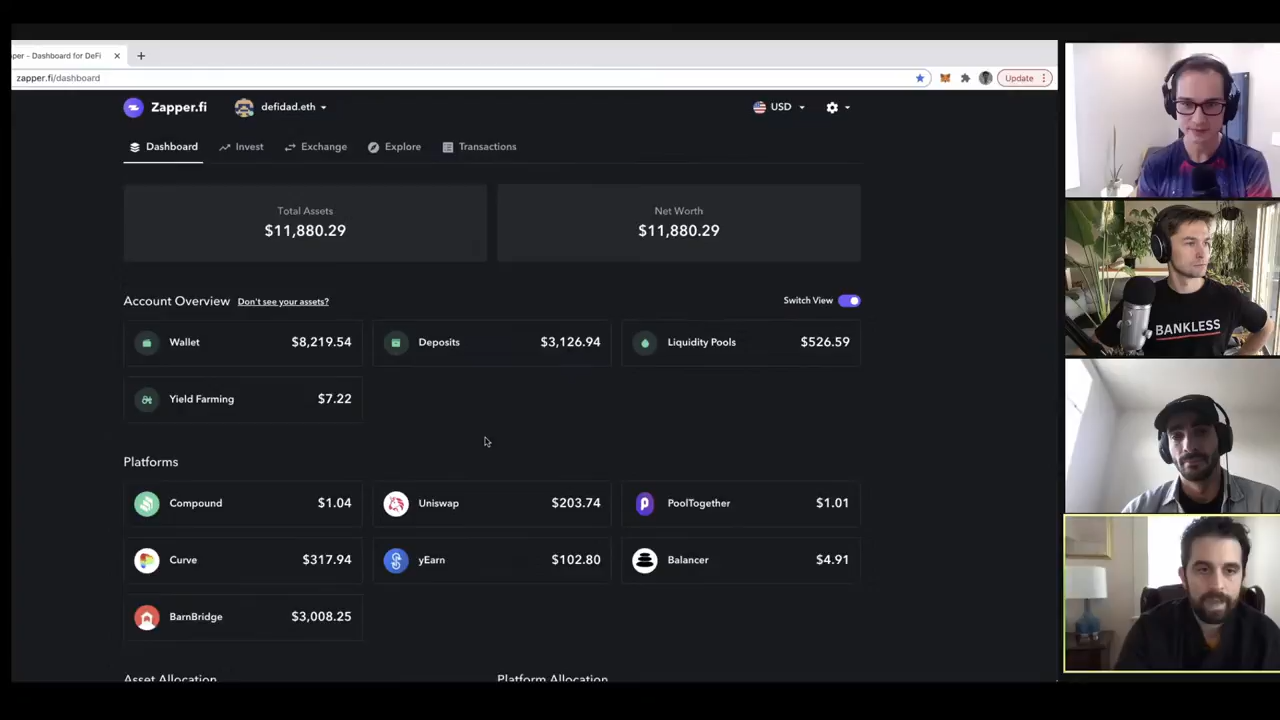 per - Dashboard for DeFi
zapper.fi/dashboard
Update
Zapper.fi
defidad.eth
USD
Dashboard
Invest
Exchange
Explore
Transactions
Total Assets
$11,880.29
Net Worth
$11,880.29
Account Overview
Don't see your assets?
Switch View
Wallet
$8,219.54
Deposits
$3,126.94
Liquidity Pools
$526.59
Yield Farming
$7.22
Platforms
Compound
$1.04
Uniswap
$203.74
PoolTogether
$1.01
Curve
$317.94
yEarn
$102.80
Balancer
$4.91
BarnBridge
$3,008.25
Asset Allocation
Platform Allocation
BANKLESS